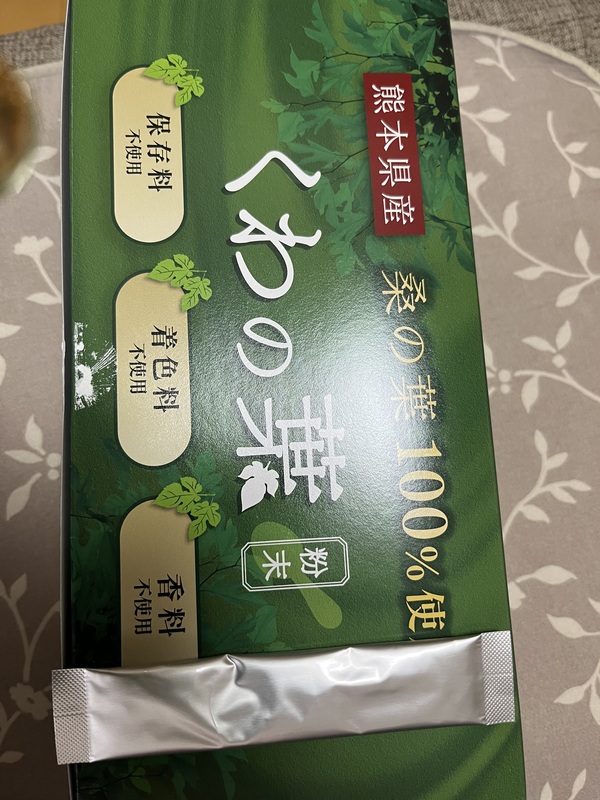 熊本県産
桑の葉100%使
くわの葉
粉末
保存料
不使用
着色料
不使用
香料
不使用